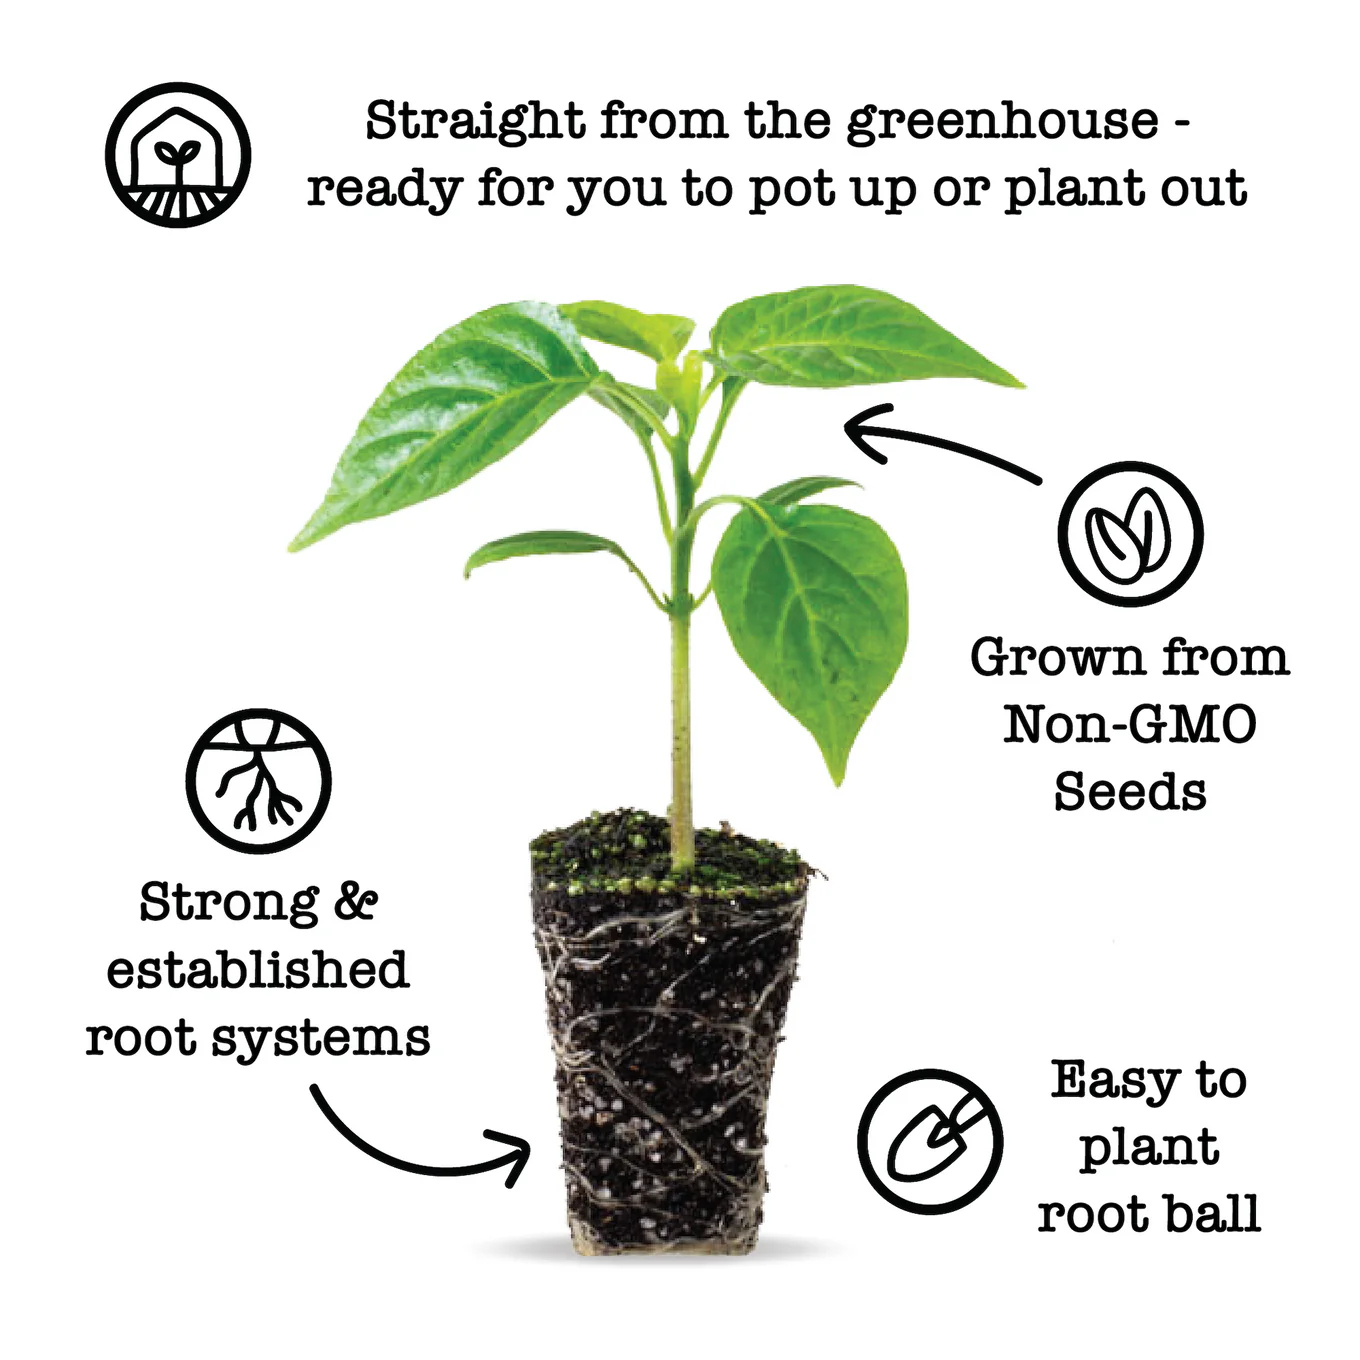 Straight from the greenhouse -
ready for you to pot up or plant out
Grown from
Non-GMO
Seeds
Strong &
established
root systems
Easy to
plant
root ball